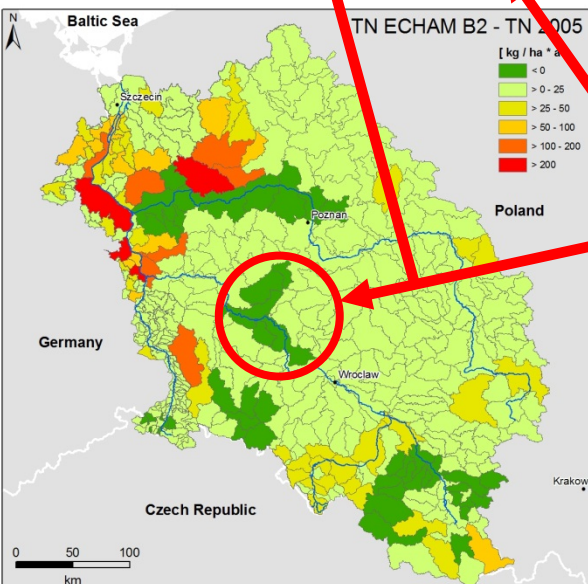 Baltic Sea
N
TN ECHAM B2 - TN 2005
[ kg / ha * a
< 0
> 0 - 25
> 25 - 50
> 50 - 100
> 100 - 200
> 200
Szczecin
Poznan
Poland
Germany
Wroclaw
Krakow
Czech Republic
0 50 100
km